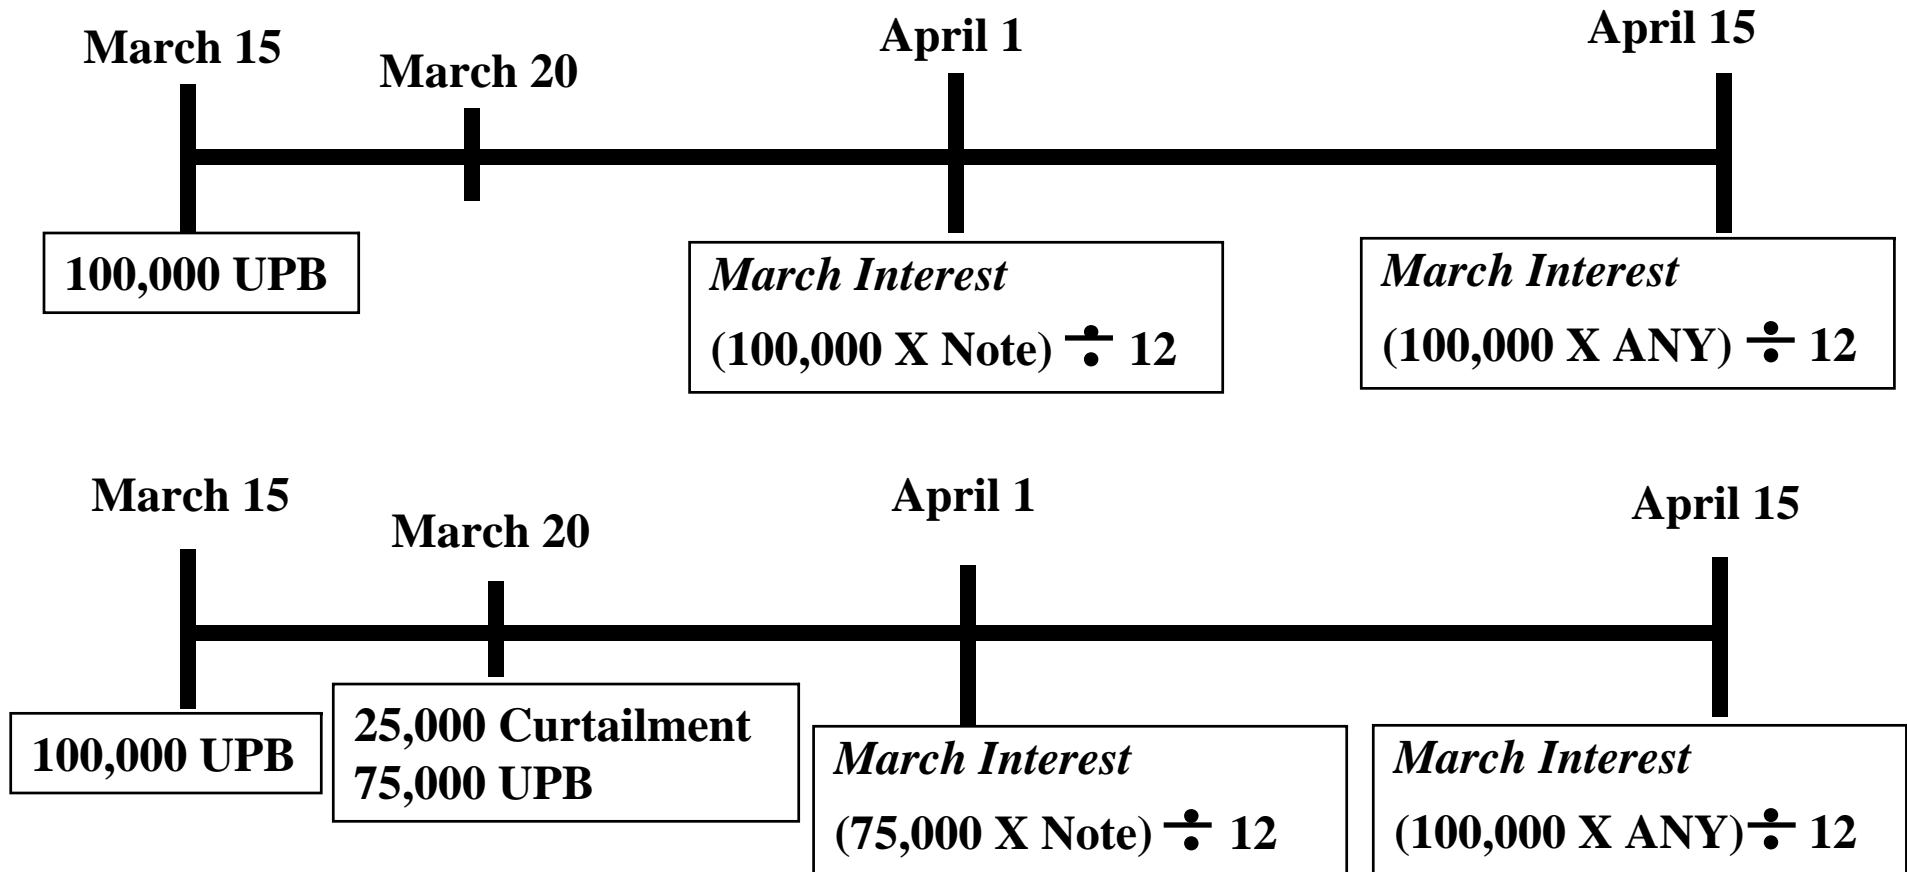 March 15
March 20
April 1
April 15
100,000 UPB
March Interest
(100,000 X Note) ÷ 12
March Interest
(100,000 X ANY) ÷ 12
March 15
March 20
April 1
April 15
100,000 UPB
25,000 Curtailment
75,000 UPB
March Interest
(75,000 X Note) ÷ 12
March Interest
(100,000 X ANY) ÷ 12